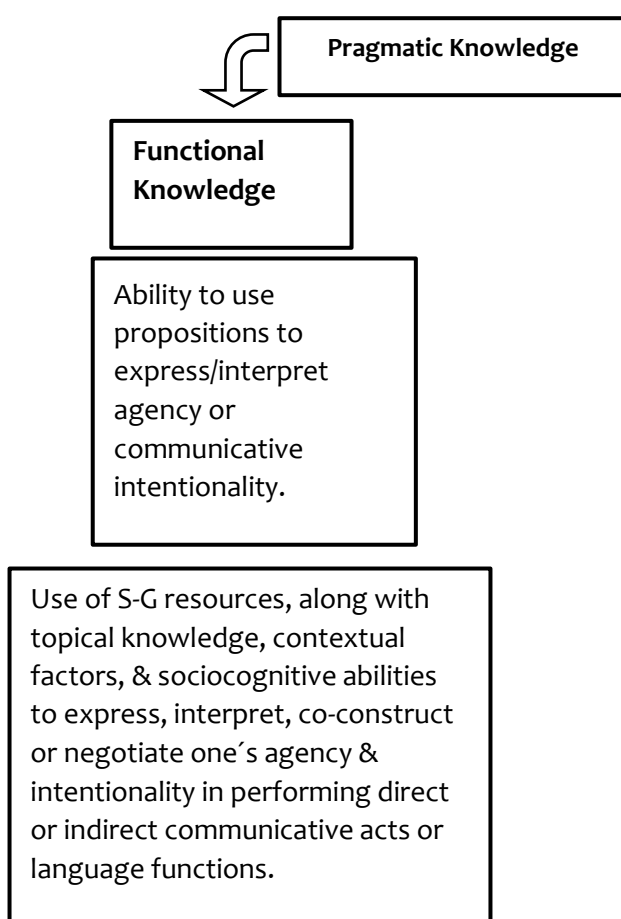 Pragmatic Knowledge
Functional
Knowledge
Ability to use
propositions to
express/interpret
agency or
communicative
intentionality.
Use of S-G resources, along with
topical knowledge, contextual
factors, & sociocognitive abilities
to express, interpret, co-construct
or negotiate one´s agency &
intentionality in performing direct
or indirect communicative acts or
language functions.